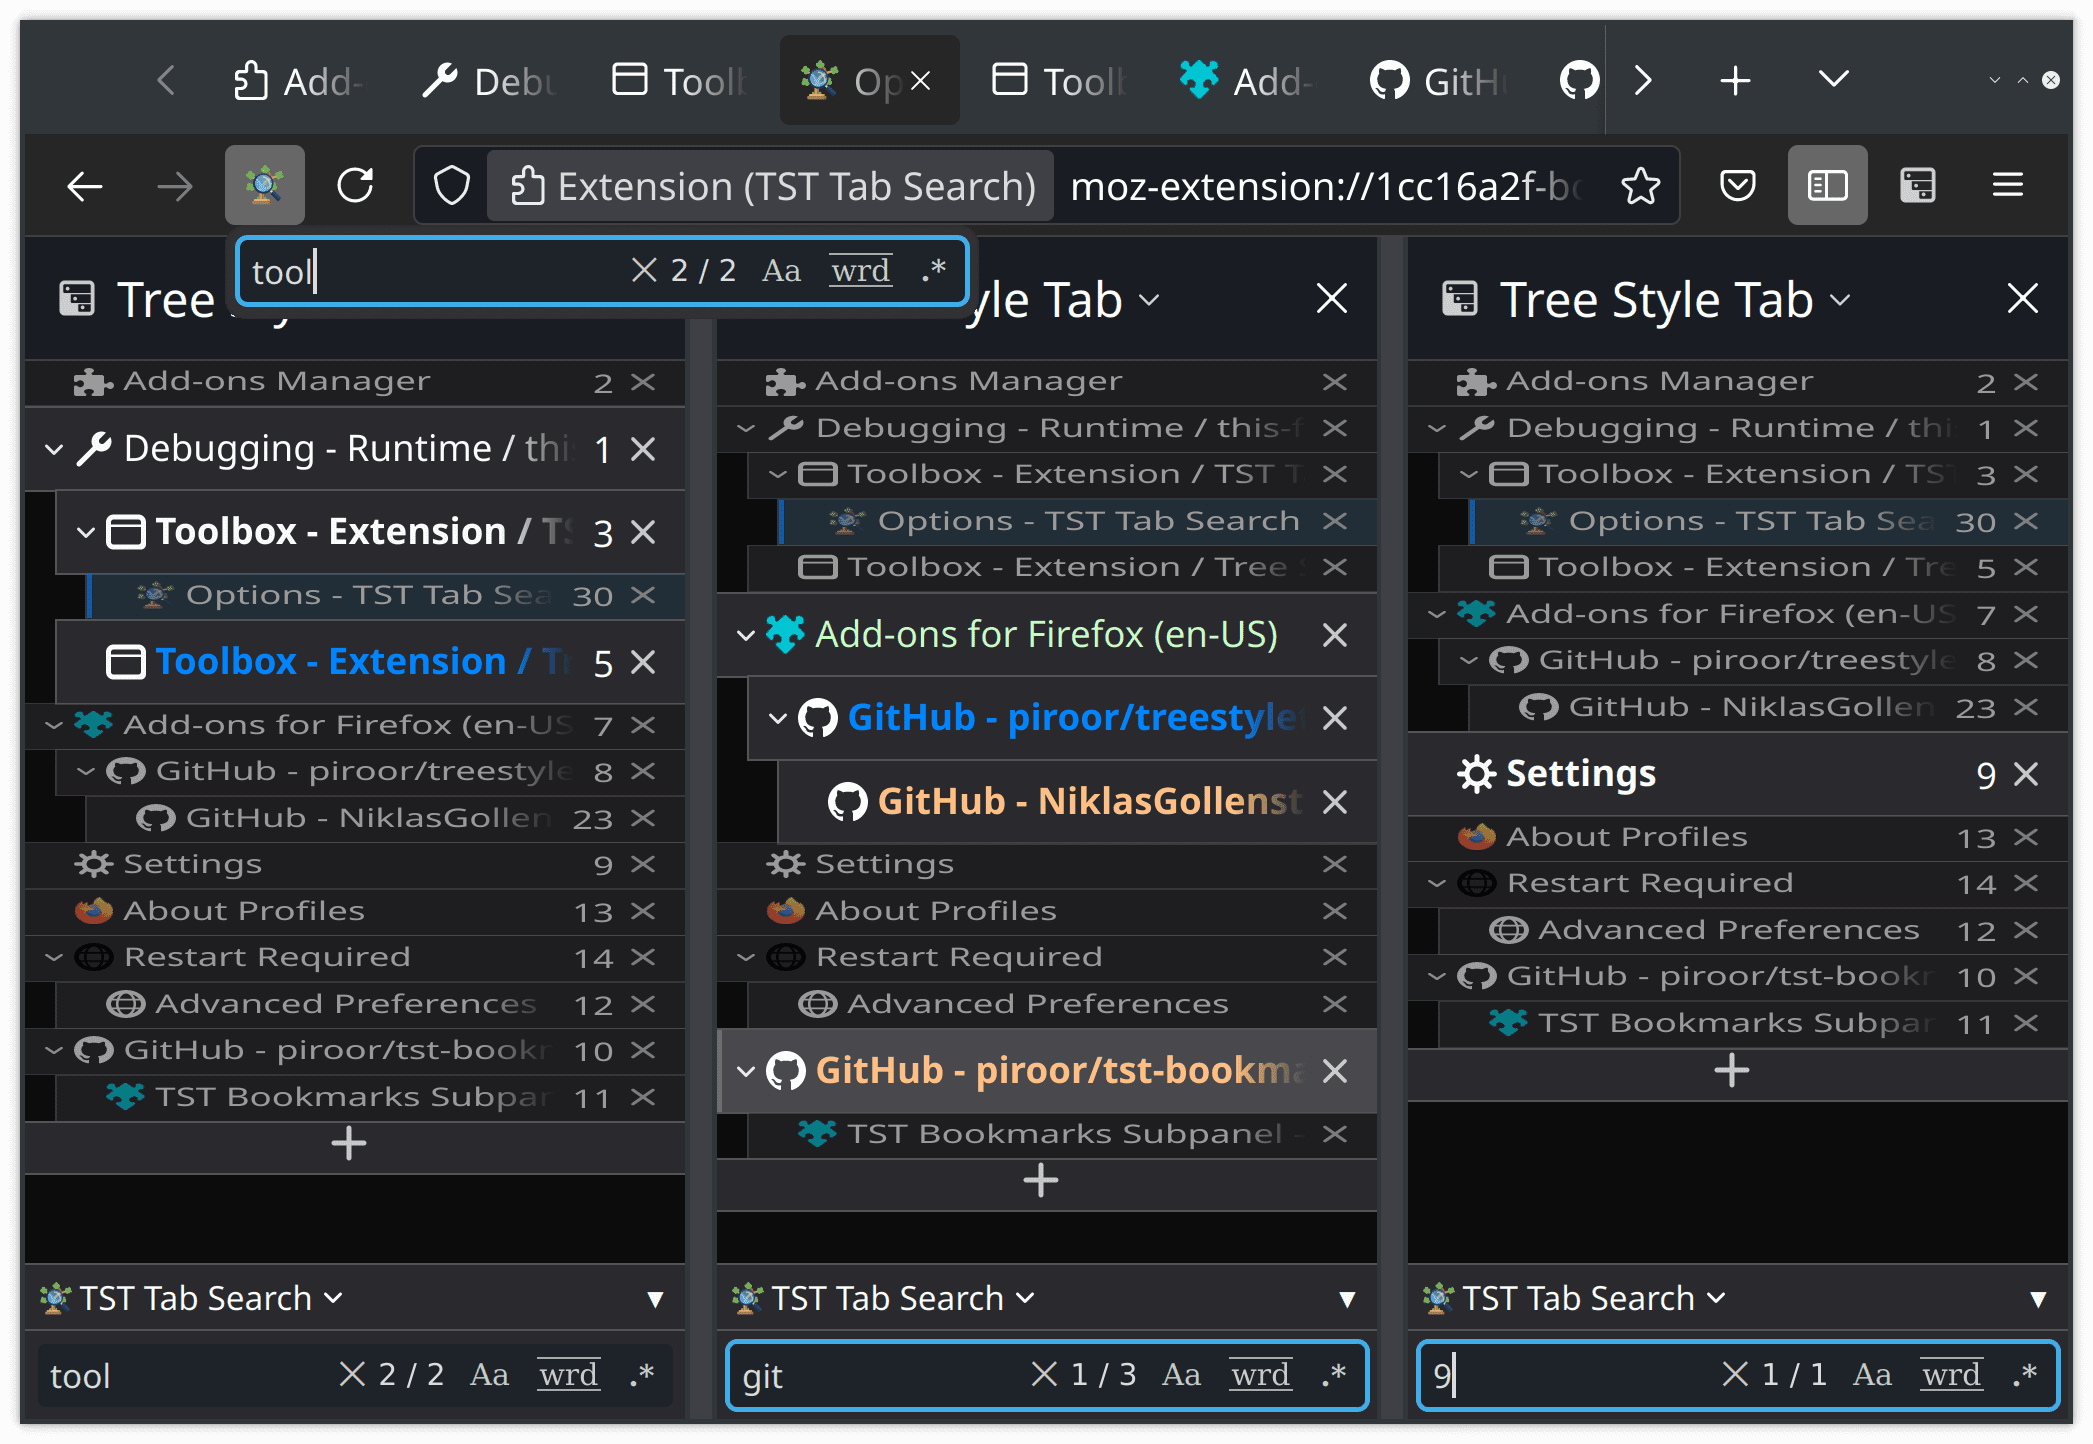 Add-
Debu
Toolb
Op
Toolb
Add-
GitHu
Extension (TST Tab Search)
moz-extension://1cc16a2f-bc
tool
2 / 2
Aa
wrd
.*
Tree
Add-ons Manager 2
Debugging - Runtime / this 1
Toolbox - Extension / TS 3
Options - TST Tab Sea 30
Toolbox - Extension / Tr 5
Add-ons for Firefox (en-US 7
GitHub - piroor/treestyle 8
GitHub - NiklasGollen 23
Settings 9
About Profiles 13
Restart Required 14
Advanced Preferences 12
GitHub - piroor/tst-bookr 10
TST Bookmarks Subpar 11
TST Tab Search
tool
2 / 2
Aa
wrd
.*
yle Tab
Add-ons Manager
Debugging - Runtime / this-f
Toolbox - Extension / TST T
Options - TST Tab Search
Toolbox - Extension / Tree S
Add-ons for Firefox (en-US)
GitHub - piroor/treestylet
GitHub - NiklasGollenst
Settings
About Profiles
Restart Required
Advanced Preferences
GitHub - piroor/tst-bookma
TST Bookmarks Subpanel -
TST Tab Search
git
1 / 3
Aa
wrd
.*
Tree Style Tab
Add-ons Manager 2
Debugging - Runtime / thi 1
Toolbox - Extension / TST 3
Options - TST Tab Sea 30
Toolbox - Extension / Tre 5
Add-ons for Firefox (en-US 7
GitHub - piroor/treestyle 8
GitHub - NiklasGollen 23
Settings 9
About Profiles 13
Restart Required 14
Advanced Preferences 12
GitHub - piroor/tst-bookr 10
TST Bookmarks Subpar 11
TST Tab Search
9
1 / 1
Aa
wrd
.*